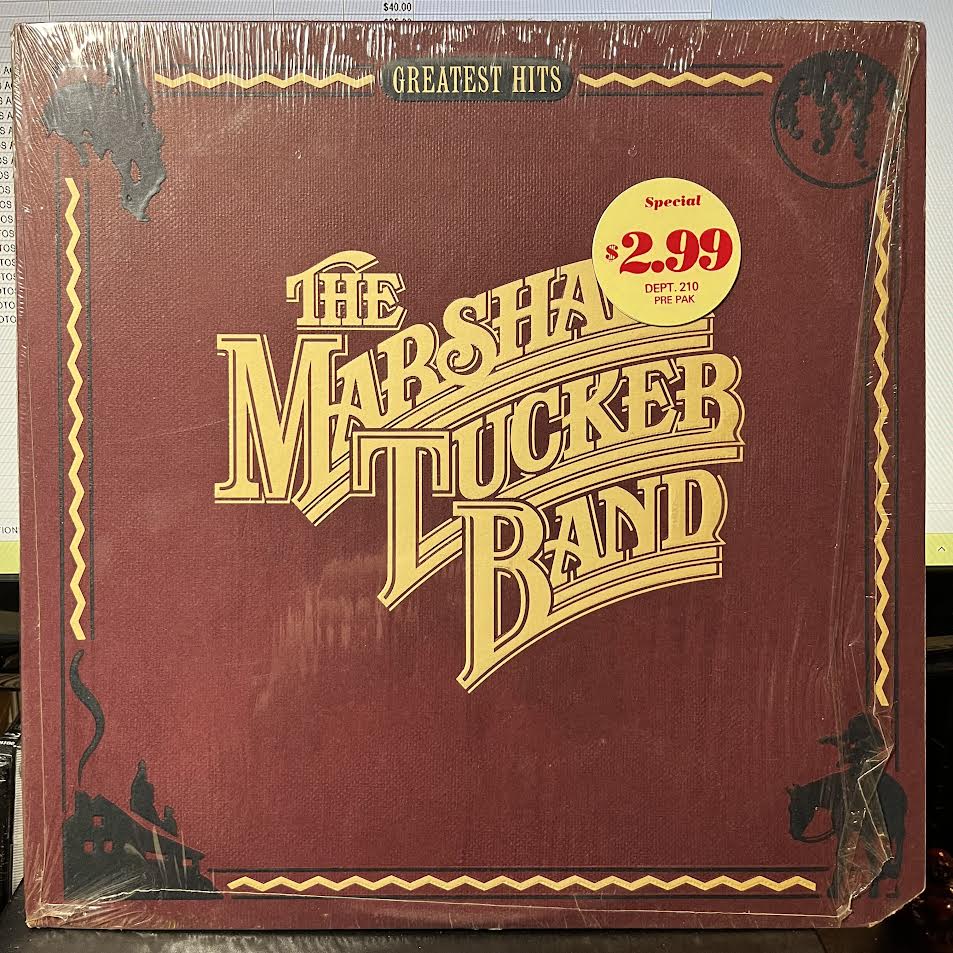 $40.00
GREATEST HITS
Special
$2.99
DEPT. 210
PRE PAK
THE
MARSHA
TUCKER
BAND